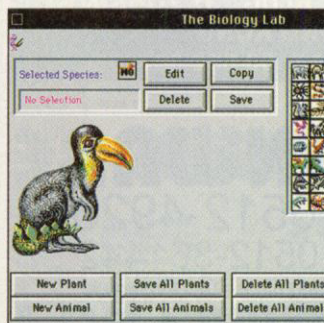 The Biology Lab
Selected Species:
NO
Edit
Copy
No Selection
Delete
Save
New Plant
Save All Plants
Delete All Plants
New Animal
Save All Animals
Delete All Animal